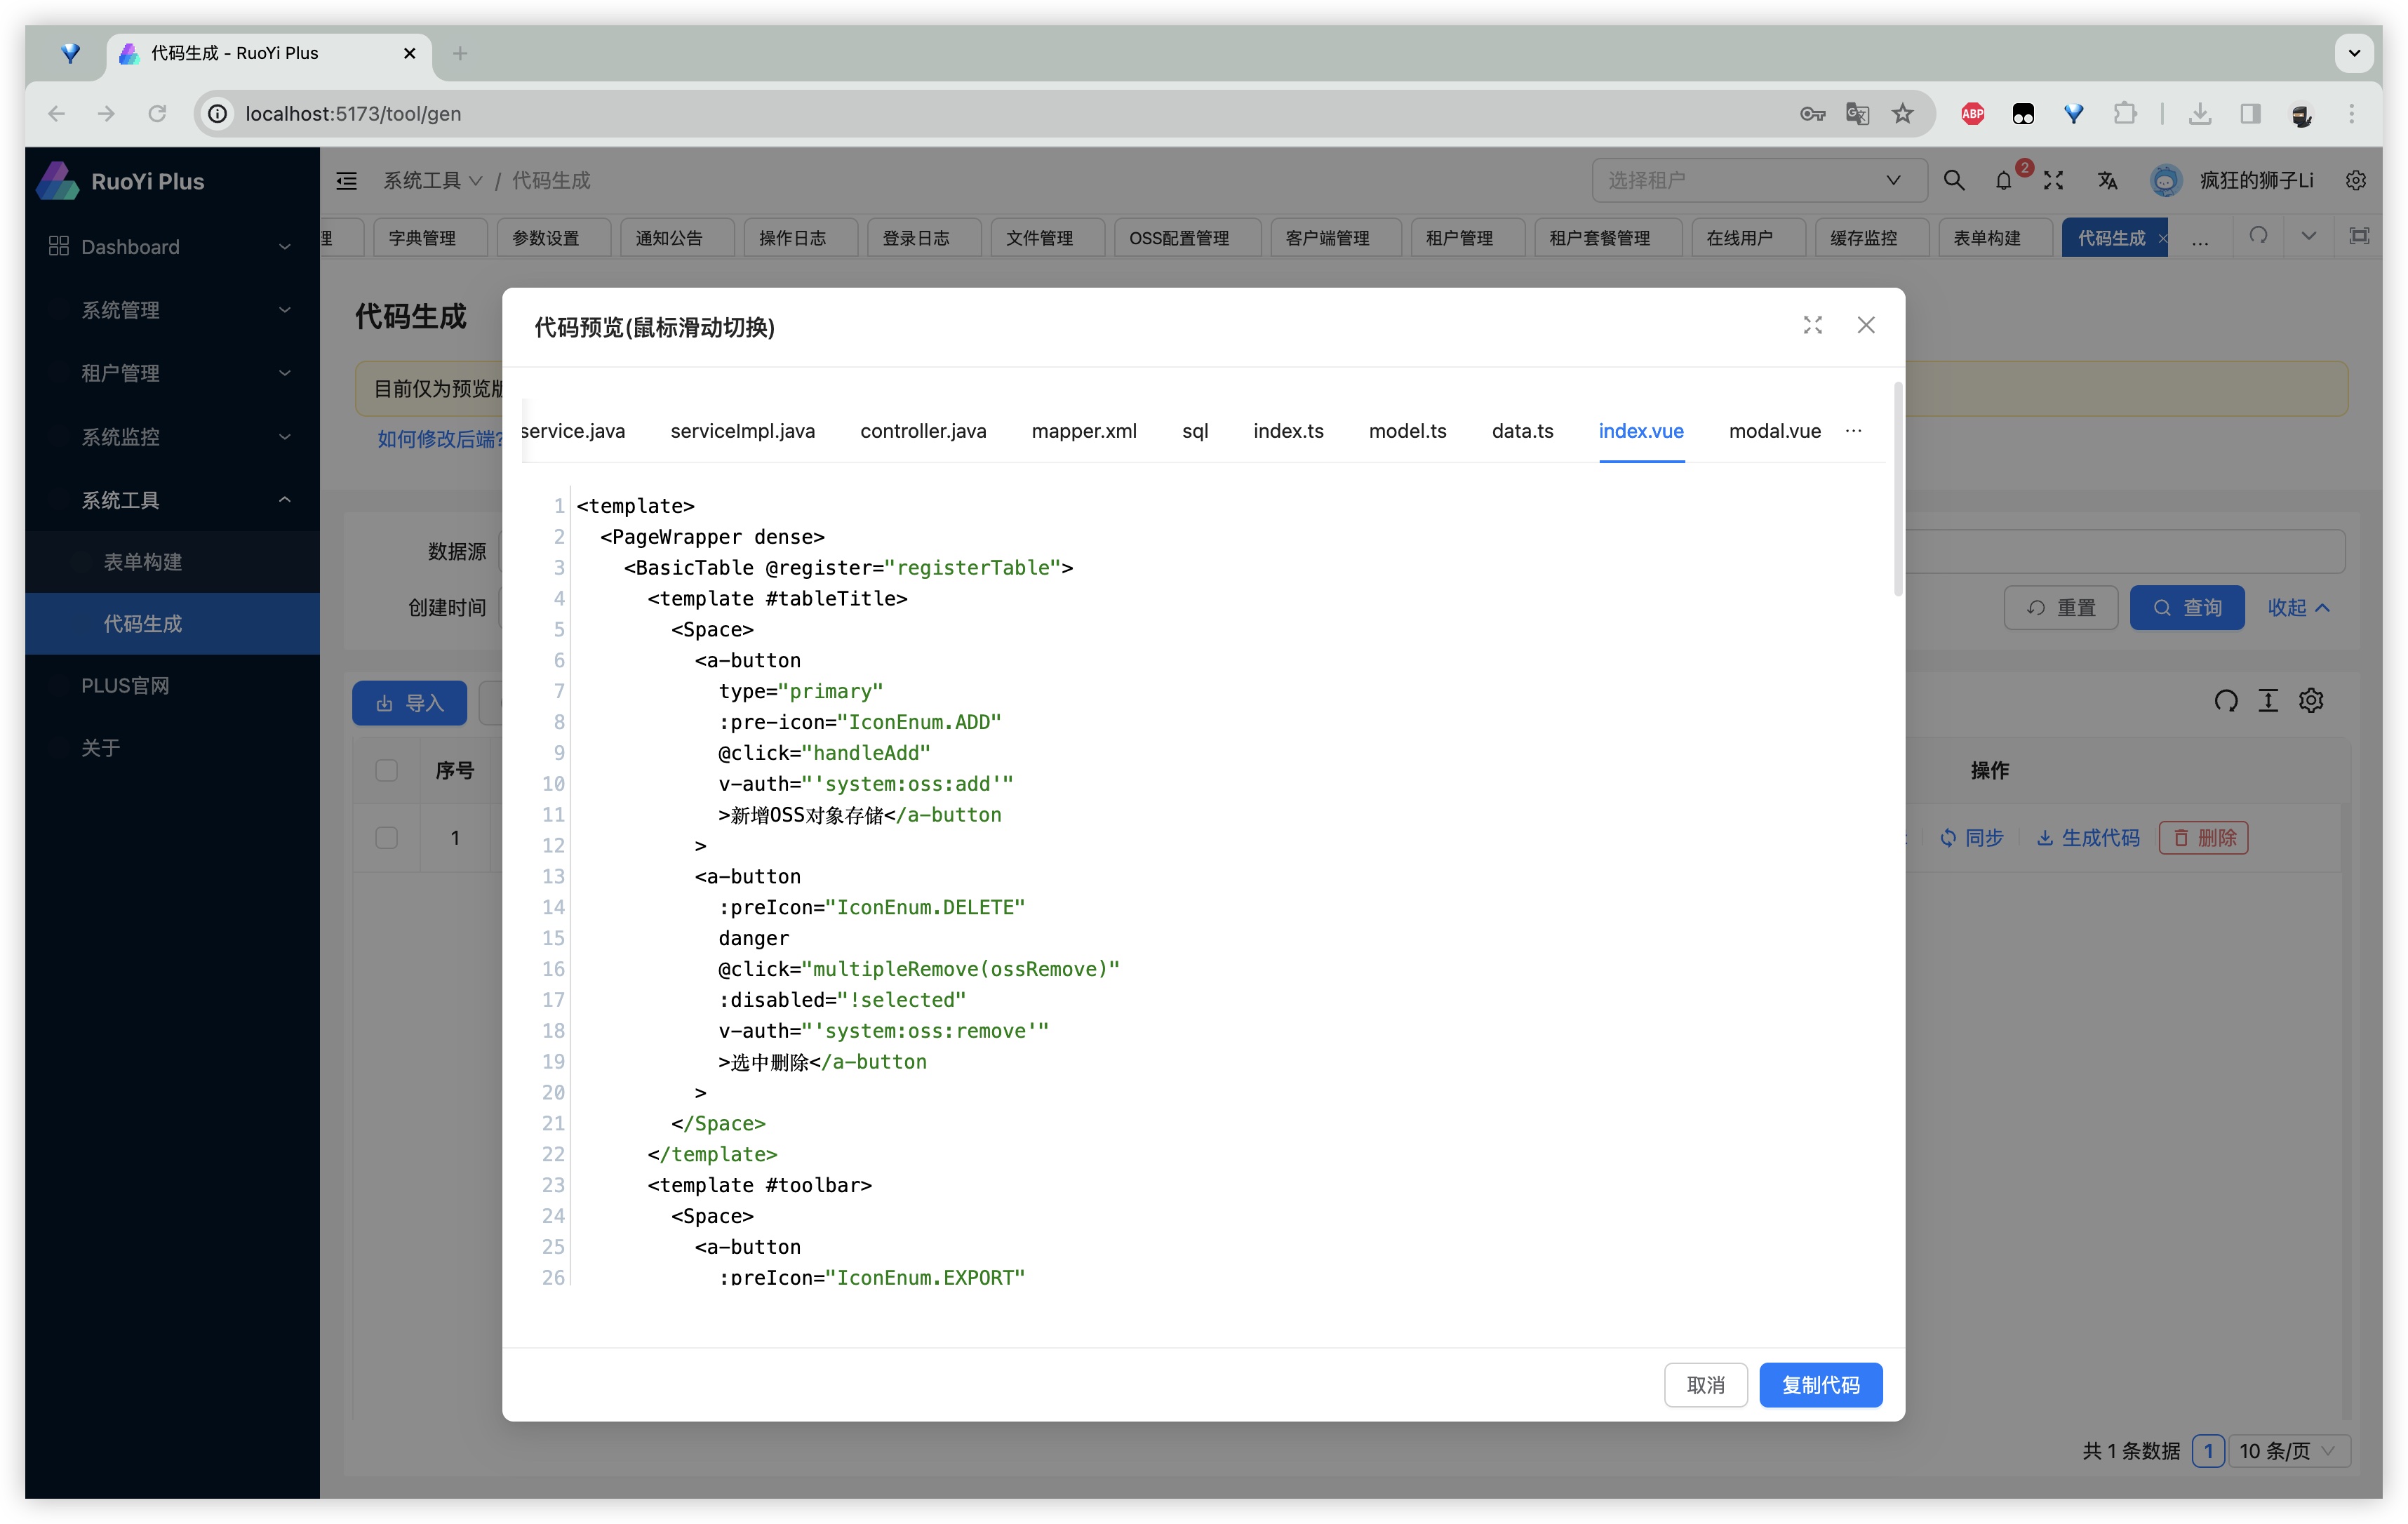 代码生成 - RuoYi Plus
localhost:5173/tool/gen
ABP
RuoYi Plus
系统工具 / 代码生成
选择租户
2
疯狂的狮子Li
理
字典管理
参数设置
通知公告
操作日志
登录日志
文件管理
OSS配置管理
客户端管理
租户管理
租户套餐管理
在线用户
缓存监控
表单构建
代码生成
...
Dashboard
系统管理
租户管理
系统监控
系统工具
表单构建
代码生成
PLUS官网
关于
代码生成
目前仅为预览版
如何修改后端?
数据源
创建时间
重置
查询
收起
导入
序号
操作
1
同步
生成代码
删除
共 1 条数据
1
10 条/页
代码预览(鼠标滑动切换)
service.java
serviceImpl.java
controller.java
mapper.xml
sql
index.ts
model.ts
data.ts
index.vue
modal.vue
...
1 <template>
2 <PageWrapper dense>
3 <BasicTable @register="registerTable">
4 <template #tableTitle>
5 <Space>
6 <a-button
7 type="primary"
8 :pre-icon="IconEnum.ADD"
9 @click="handleAdd"
10 v-auth="'system:oss:add'"
11 >新增OSS对象存储</a-button
12 >
13 <a-button
14 :preIcon="IconEnum.DELETE"
15 danger
16 @click="multipleRemove(ossRemove)"
17 :disabled="!selected"
18 v-auth="'system:oss:remove'"
19 >选中删除</a-button
20 >
21 </Space>
22 </template>
23 <template #toolbar>
24 <Space>
25 <a-button
26 :preIcon="IconEnum.EXPORT"
取消
复制代码